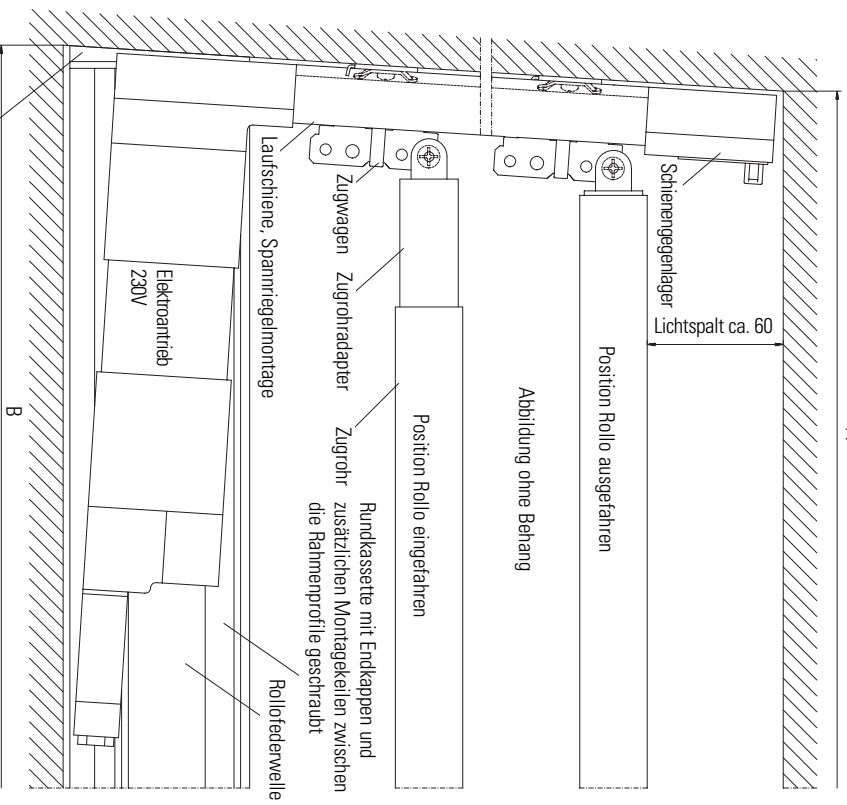 Schienengegenlager
Lichtspalt ca. 60
Position Rollo ausgefahren
Abbildung ohne Behang
Position Rollo eingefahren
Zugwagen
Zugrohradapter
Zugrohr
Rundkassette mit Endkappen und
zusätzlichen Montagekeilen zwischen
die Rahmenprofile geschraubt
Laufschiene, Spannriegelmontage
Rollofederwelle
Elektroantrieb
230V
B